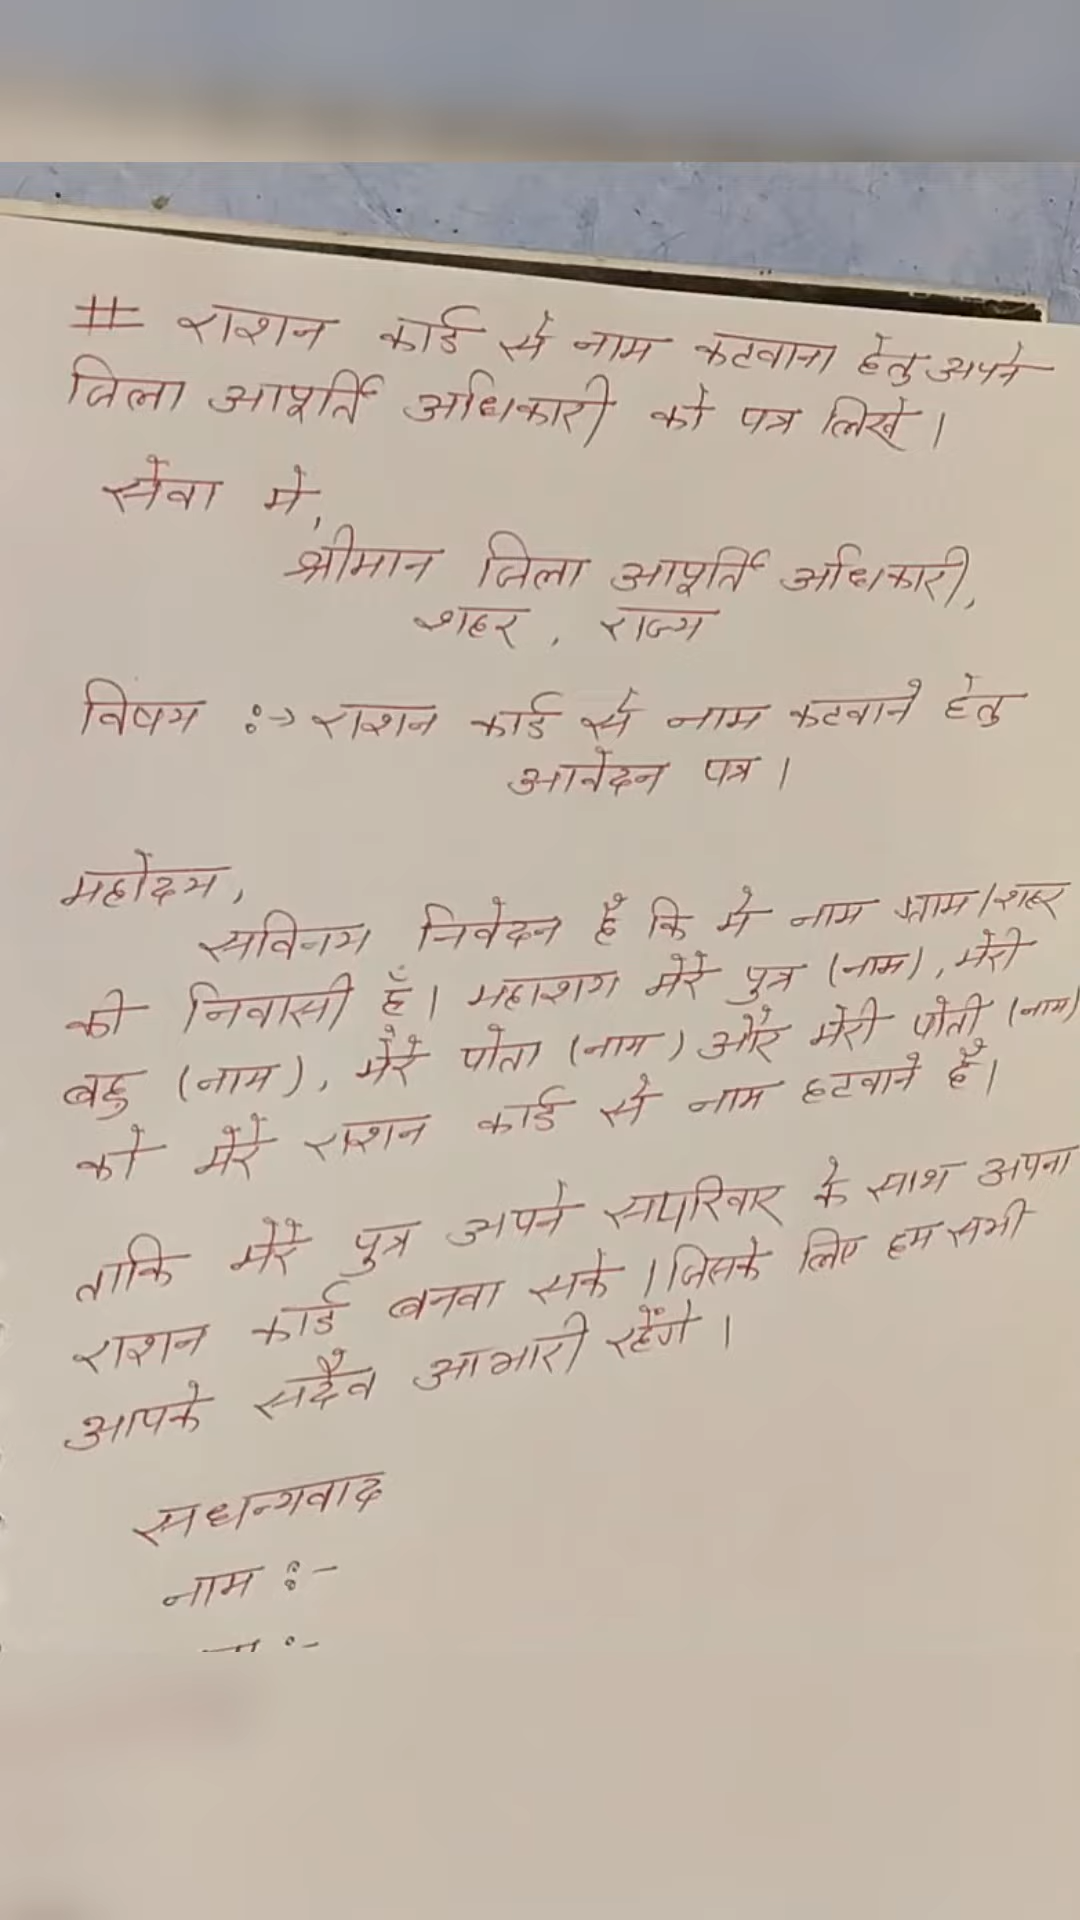 # राशन कार्ड से नाम कटवाना हेतु अपने
जिला आपूर्ति अधिकारी को पत्र लिखें।
सेवा में,
श्रीमान जिला आपूर्ति अधिकारी,
शहर, राज्य
विषय :→ राशन कार्ड से नाम कटवाने हेतु
आवेदन पत्र।
महोदय,
सविनय निवेदन हैं कि मे नाम ग्राम/शहर
की निवासी हूँ। महाशय मेरे पुत्र (नाम), मेरी
बहु (नाम), मेरे पोता (नाम) और मेरी पोती (नाम)
को मेरे राशन कार्ड से नाम हटवाने हैं।
ताकि मेरे पुत्र अपने सपरिवार के साथ अपना
राशन कार्ड बनवा सके। जिसके लिए हम सभी
आपके सदैव आभारी रहेंगे।
सधन्यवाद
नाम :-